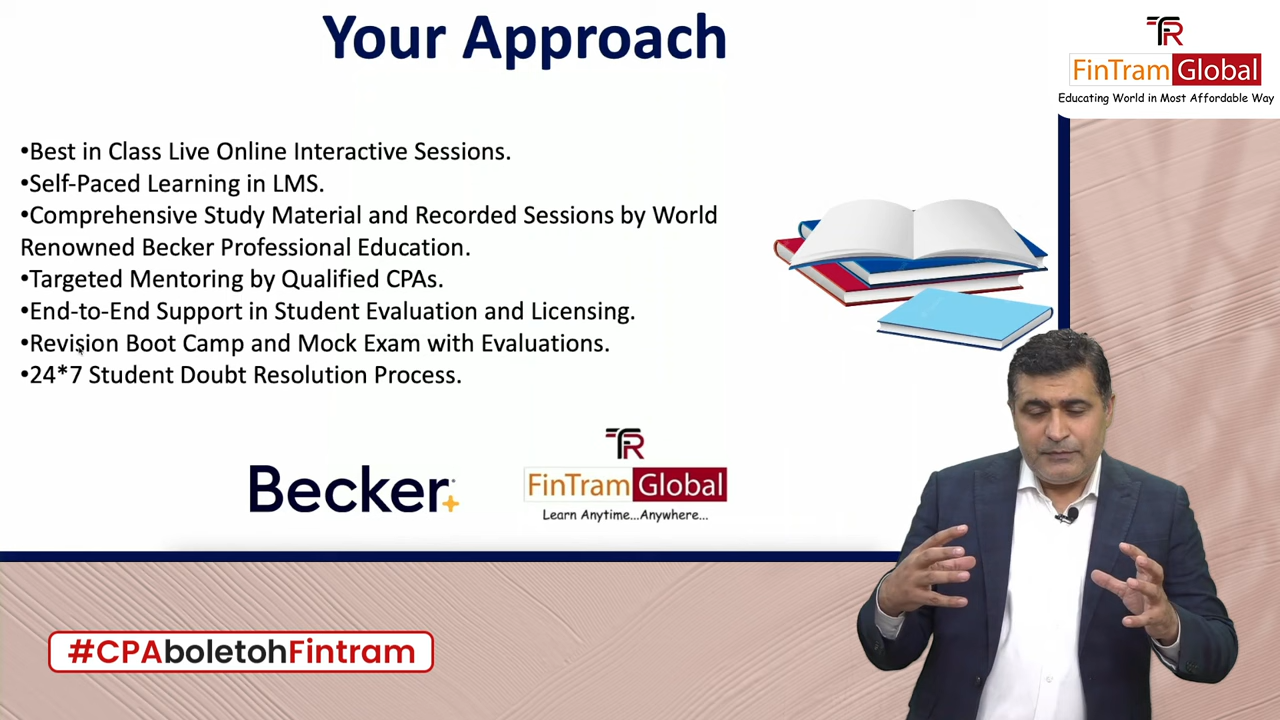 Your Approach
TR
FinTram Global
Educating World in Most Affordable Way
•Best in Class Live Online Interactive Sessions.
•Self-Paced Learning in LMS.
•Comprehensive Study Material and Recorded Sessions by World
Renowned Becker Professional Education.
•Targeted Mentoring by Qualified CPAs.
•End-to-End Support in Student Evaluation and Licensing.
•Revision Boot Camp and Mock Exam with Evaluations.
•24*7 Student Doubt Resolution Process.
Becker+
TR
FinTram Global
Learn Anytime...Anywhere...
#CPAboletohFintram